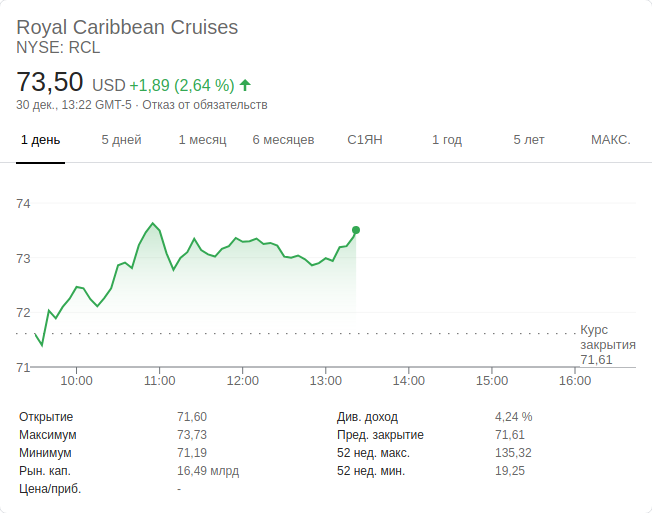 Royal Caribbean Cruises
NYSE: RCL
73,50 USD +1,89 (2,64 %)
30 дек., 13:22 GMT-5 · Отказ от обязательств
1 день 5 дней 1 месяц 6 месяцев С1ЯН 1 год 5 лет МАКС.
74
73
72
71
Курс
закрытия
71,61
10:00 11:00 12:00 13:00 14:00 15:00 16:00
Открытие 71,60 Див. доход 4,24 %
Максимум 73,73 Пред. закрытие 71,61
Минимум 71,19 52 нед. макс. 135,32
Рын. кап. 16,49 млрд 52 нед. мин. 19,25
Цена/приб. -